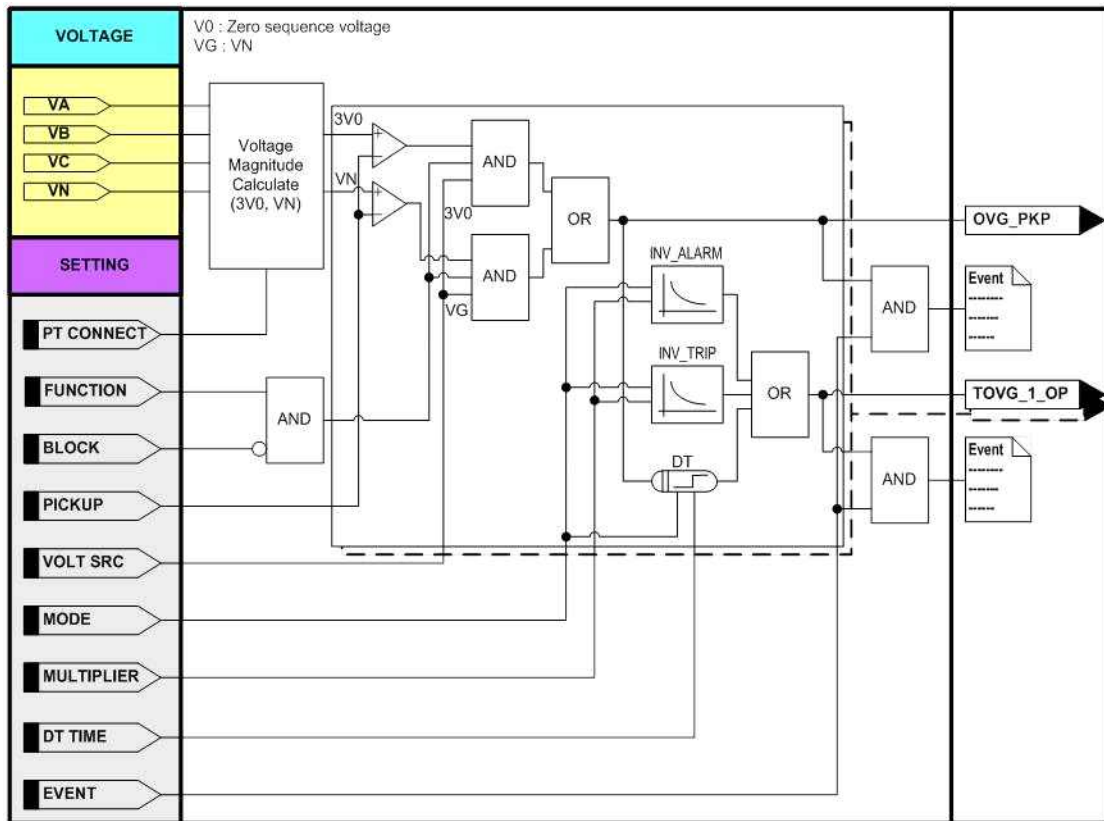 VOLTAGE
V0 : Zero sequence voltage
VG : VN
VA
VB
VC
VN
Voltage
Magnitude
Calculate
(3V0, VN)
3V0
VN
AND
3V0
OR
AND
VG
OVG_PKP
SETTING
INV_ALARM
AND
Event
--------
--------
------
PT CONNECT
INV_TRIP
FUNCTION
AND
OR
TOVG_1_OP
BLOCK
DT
AND
Event
--------
--------
------
PICKUP
VOLT SRC
MODE
MULTIPLIER
DT TIME
EVENT